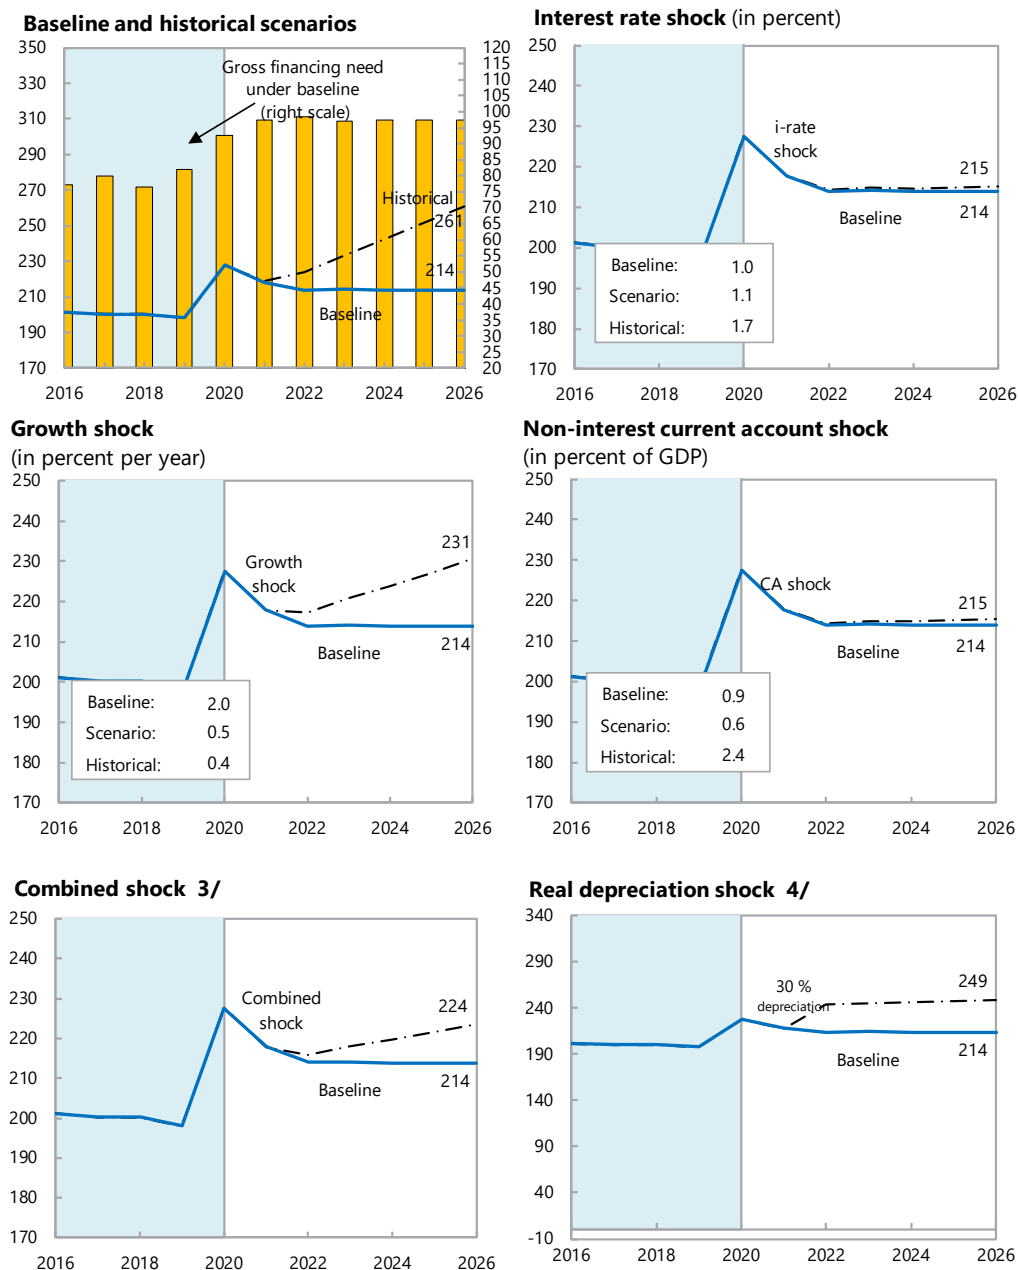 Baseline and historical scenarios
350
330
310
290
270
250
230
210
190
170
120
115
110
105
100
95
90
85
80
75
70
65
60
55
50
45
40
35
30
25
20
Gross financing need
under baseline
(right scale)
Historical
261
214
Baseline
2016 2018 2020 2022 2024 2026
Interest rate shock (in percent)
250
240
230
220
210
200
190
180
170
i-rate
shock
215
Baseline
214
Baseline: 1.0
Scenario: 1.1
Historical: 1.7
2016 2018 2020 2022 2024 2026
Growth shock
(in percent per year)
250
240
230
220
210
200
190
180
170
Growth
shock
231
Baseline
214
Baseline: 2.0
Scenario: 0.5
Historical: 0.4
2016 2018 2020 2022 2024 2026
Non-interest current account shock
(in percent of GDP)
250
240
230
220
210
200
190
180
170
CA shock
215
Baseline
214
Baseline: 0.9
Scenario: 0.6
Historical: 2.4
2016 2018 2020 2022 2024 2026
Combined shock 3/
250
240
230
220
210
200
190
180
170
Combined
shock
224
Baseline
214
2016 2018 2020 2022 2024 2026
Real depreciation shock 4/
340
290
240
190
140
90
40
-10
30 %
depreciation
249
Baseline
214
2016 2018 2020 2022 2024 2026